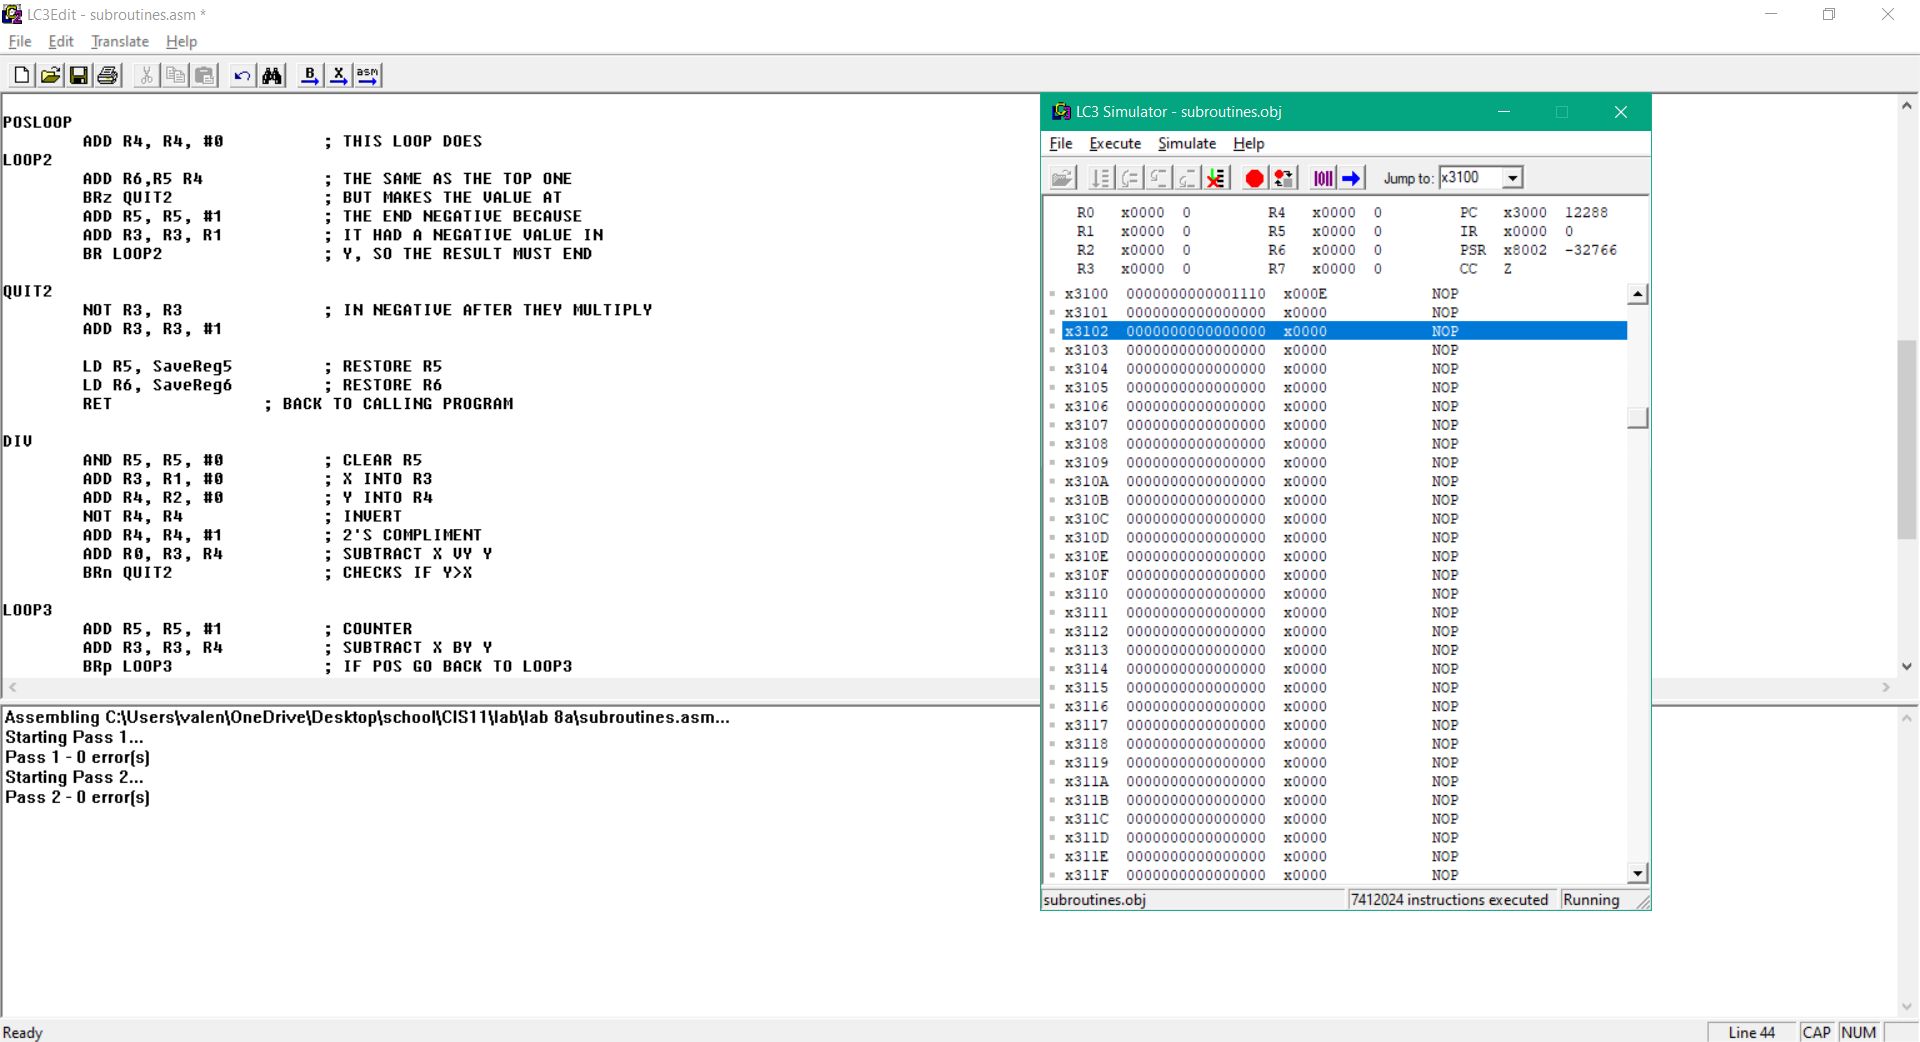 LC3Edit - subroutines.asm *
File Edit Translate Help
B X asm
POSLOOP
ADD R4, R4, #0 ; THIS LOOP DOES
LOOP2
ADD R6,R5 R4 ; THE SAME AS THE TOP ONE
BRz QUIT2 ; BUT MAKES THE VALUE AT
ADD R5, R5, #1 ; THE END NEGATIVE BECAUSE
ADD R3, R3, R1 ; IT HAD A NEGATIVE VALUE IN
BR LOOP2 ; Y, SO THE RESULT MUST END
QUIT2
NOT R3, R3 ; IN NEGATIVE AFTER THEY MULTIPLY
ADD R3, R3, #1
LD R5, SaveReg5 ; RESTORE R5
LD R6, SaveReg6 ; RESTORE R6
RET ; BACK TO CALLING PROGRAM
DIV
AND R5, R5, #0 ; CLEAR R5
ADD R3, R1, #0 ; X INTO R3
ADD R4, R2, #0 ; Y INTO R4
NOT R4, R4 ; INVERT
ADD R4, R4, #1 ; 2'S COMPLIMENT
ADD R0, R3, R4 ; SUBTRACT X VY Y
BRn QUIT2 ; CHECKS IF Y>X
LOOP3
ADD R5, R5, #1 ; COUNTER
ADD R3, R3, R4 ; SUBTRACT X BY Y
BRp LOOP3 ; IF POS GO BACK TO LOOP3
LC3 Simulator - subroutines.obj
File Execute Simulate Help
Jump to: x3100
R0 x0000 0 R4 x0000 0 PC x3000 12288
R1 x0000 0 R5 x0000 0 IR x0000 0
R2 x0000 0 R6 x0000 0 PSR x8002 -32766
R3 x0000 0 R7 x0000 0 CC Z
x3100 0000000000001110 x000E NOP
x3101 0000000000000000 x0000 NOP
x3102 0000000000000000 x0000 NOP
x3103 0000000000000000 x0000 NOP
x3104 0000000000000000 x0000 NOP
x3105 0000000000000000 x0000 NOP
x3106 0000000000000000 x0000 NOP
x3107 0000000000000000 x0000 NOP
x3108 0000000000000000 x0000 NOP
x3109 0000000000000000 x0000 NOP
x310A 0000000000000000 x0000 NOP
x310B 0000000000000000 x0000 NOP
x310C 0000000000000000 x0000 NOP
x310D 0000000000000000 x0000 NOP
x310E 0000000000000000 x0000 NOP
x310F 0000000000000000 x0000 NOP
x3110 0000000000000000 x0000 NOP
x3111 0000000000000000 x0000 NOP
x3112 0000000000000000 x0000 NOP
x3113 0000000000000000 x0000 NOP
x3114 0000000000000000 x0000 NOP
x3115 0000000000000000 x0000 NOP
x3116 0000000000000000 x0000 NOP
x3117 0000000000000000 x0000 NOP
x3118 0000000000000000 x0000 NOP
x3119 0000000000000000 x0000 NOP
x311A 0000000000000000 x0000 NOP
x311B 0000000000000000 x0000 NOP
x311C 0000000000000000 x0000 NOP
x311D 0000000000000000 x0000 NOP
x311E 0000000000000000 x0000 NOP
x311F 0000000000000000 x0000 NOP
subroutines.obj 7412024 instructions executed Running
Assembling C:\Users\valen\OneDrive\Desktop\school\CIS11\lab\lab 8a\subroutines.asm...
Starting Pass 1...
Pass 1 - 0 error(s)
Starting Pass 2...
Pass 2 - 0 error(s)
Ready Line 44 CAP NUM